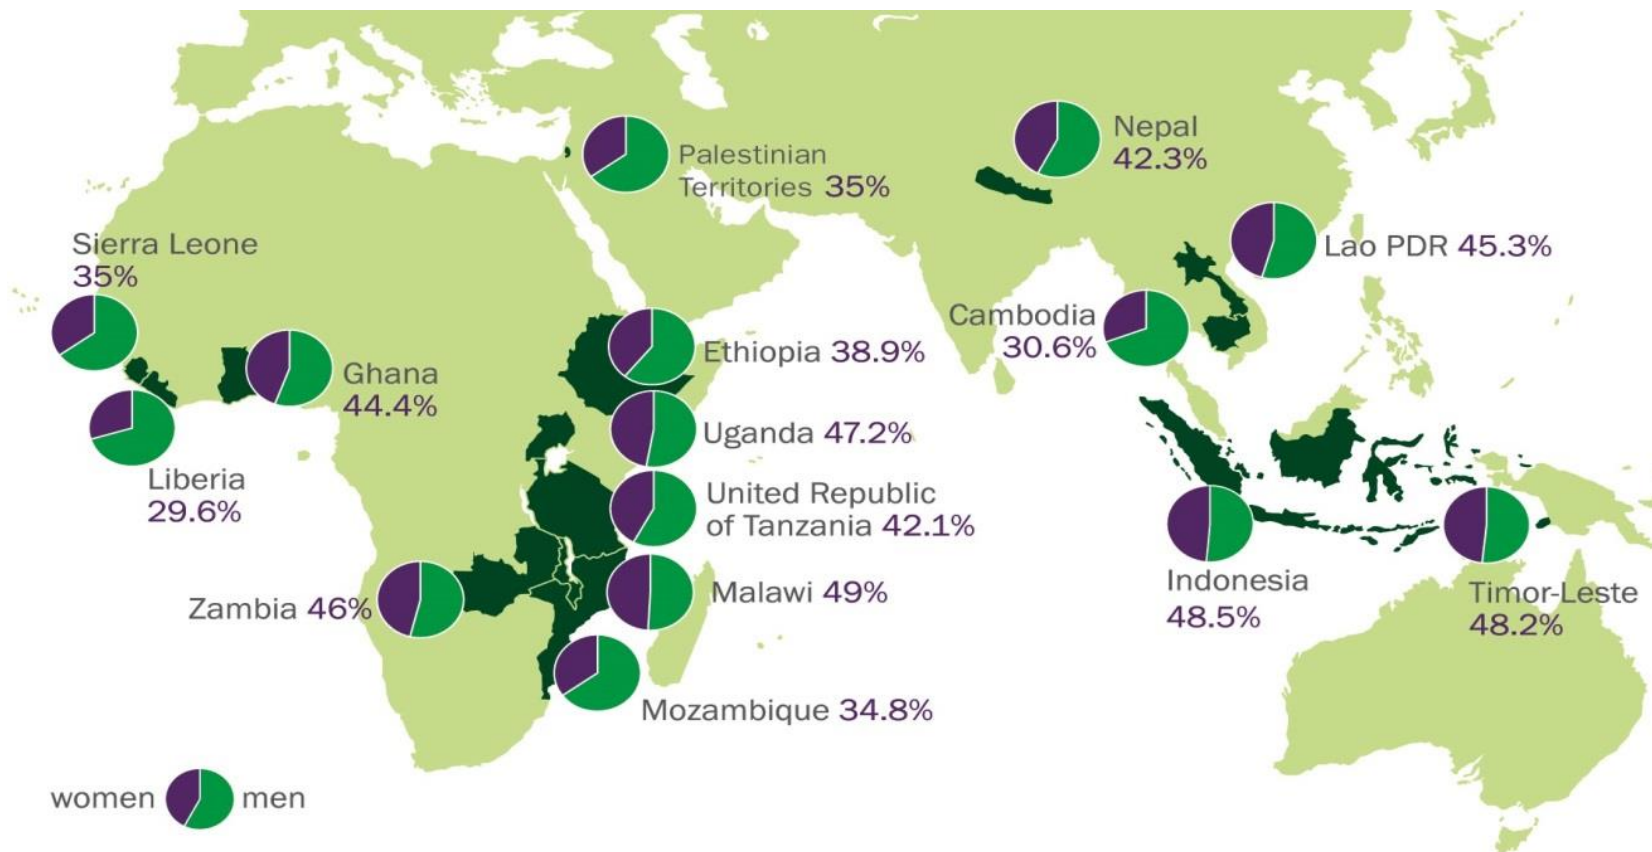 Nepal
42.3%
Palestinian
Territories 35%
Sierra Leone
35%
Lao PDR 45.3%
Cambodia
30.6%
Ethiopia 38.9%
Ghana
44.4%
Uganda 47.2%
Liberia
29.6%
United Republic
of Tanzania 42.1%
Zambia 46%
Malawi 49%
Indonesia
48.5%
Timor-Leste
48.2%
Mozambique 34.8%
women men